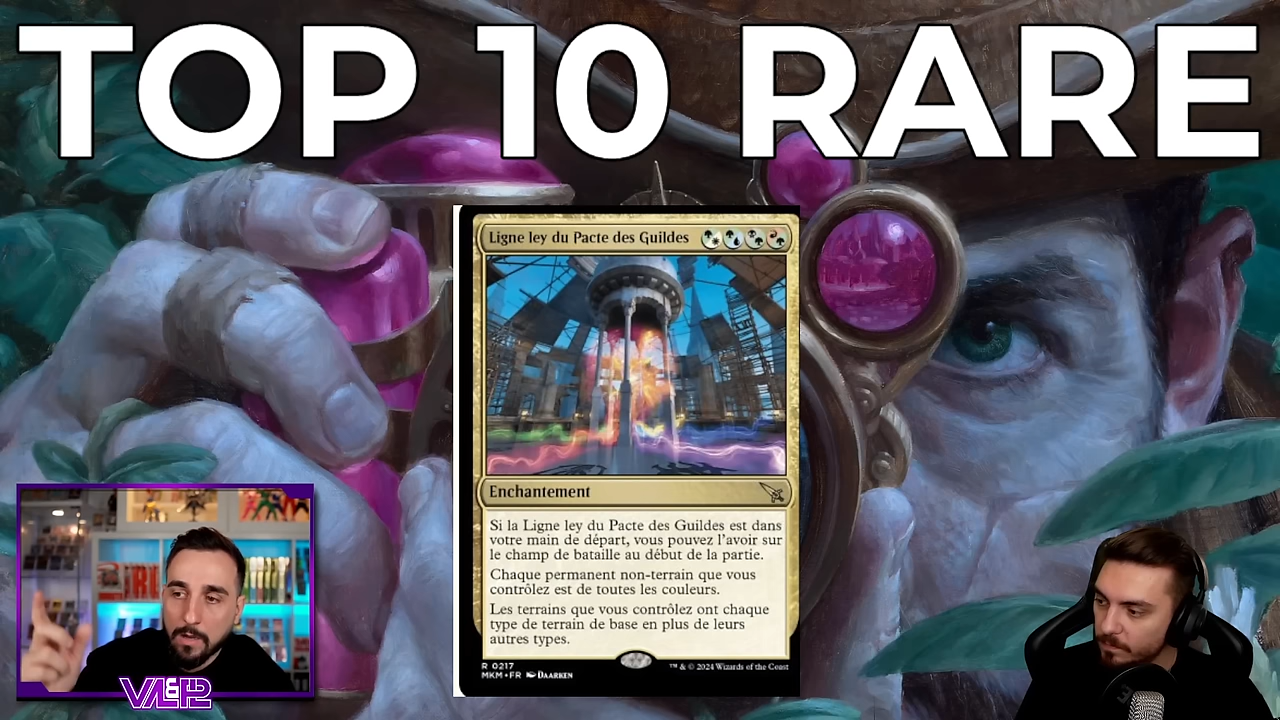 TOP 10 RARE
Ligne ley du Pacte des Guildes
Enchantement
Si la Ligne ley du Pacte des Guildes est dans
votre main de départ, vous pouvez l'avoir sur
le champ de bataille au début de la partie.
Chaque permanent non-terrain que vous
contrôlez est de toutes les couleurs.
Les terrains que vous contrôlez ont chaque
type de terrain de base en plus de leurs
autres types.
R 0217
MKM • FR DAARKEN
™ & © 2024 Wizards of the Coast